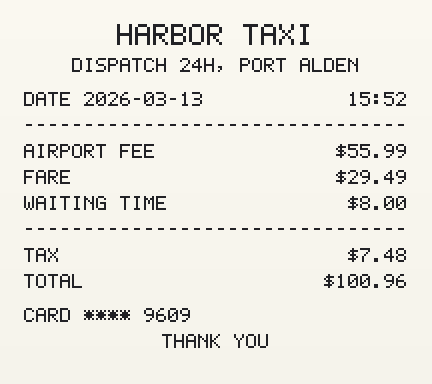 HARBOR TAXI
DISPATCH 24H, PORT ALDEN
DATE 2026-03-13 15:52
--------------------------------
AIRPORT FEE $55.99
FARE $29.49
WAITING TIME $8.00
--------------------------------
TAX $7.48
TOTAL $100.96
CARD **** 9609
THANK YOU